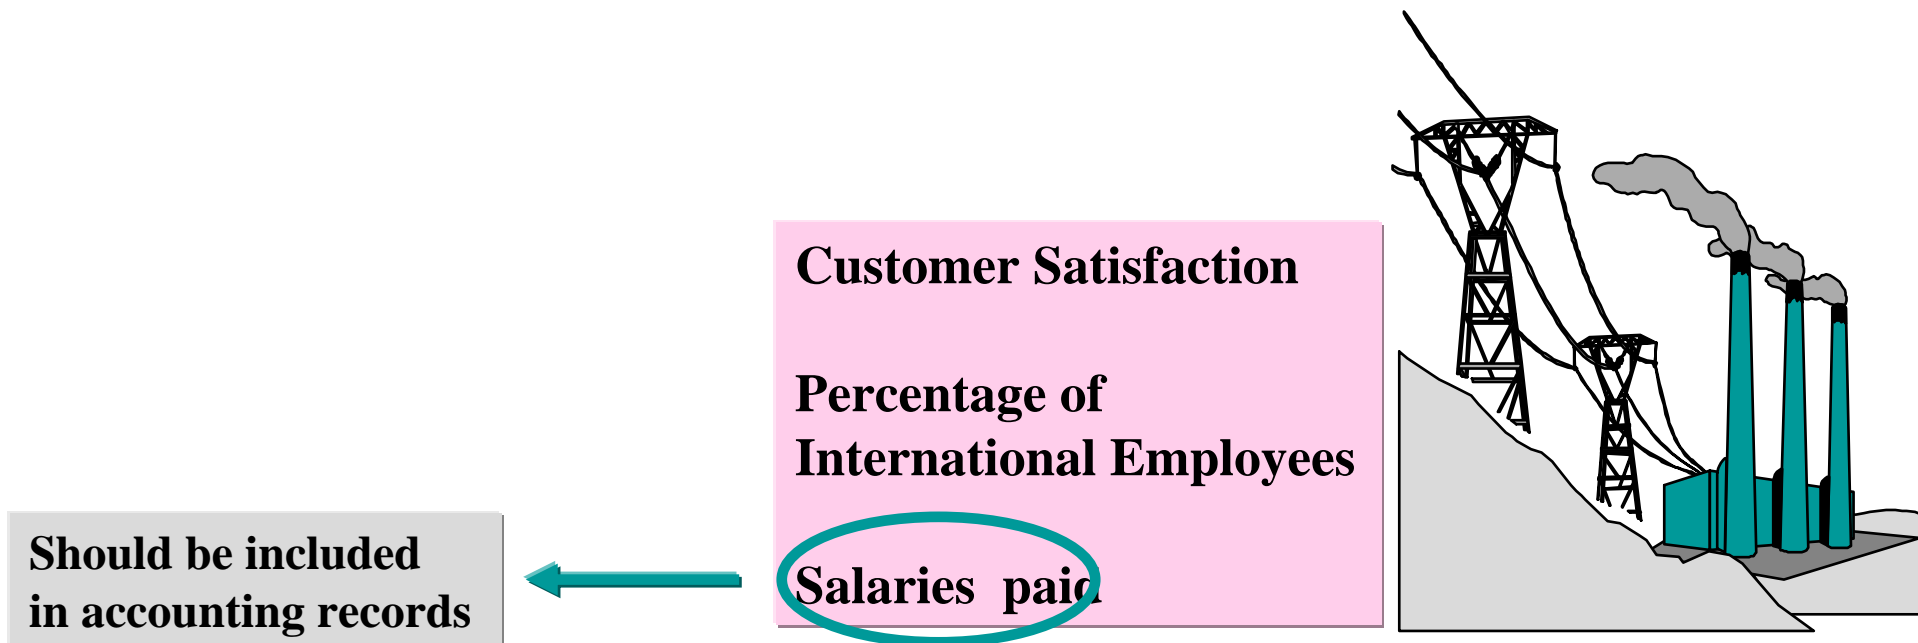 Customer Satisfaction
Percentage of
International Employees
Salaries paid
Should be included
in accounting records